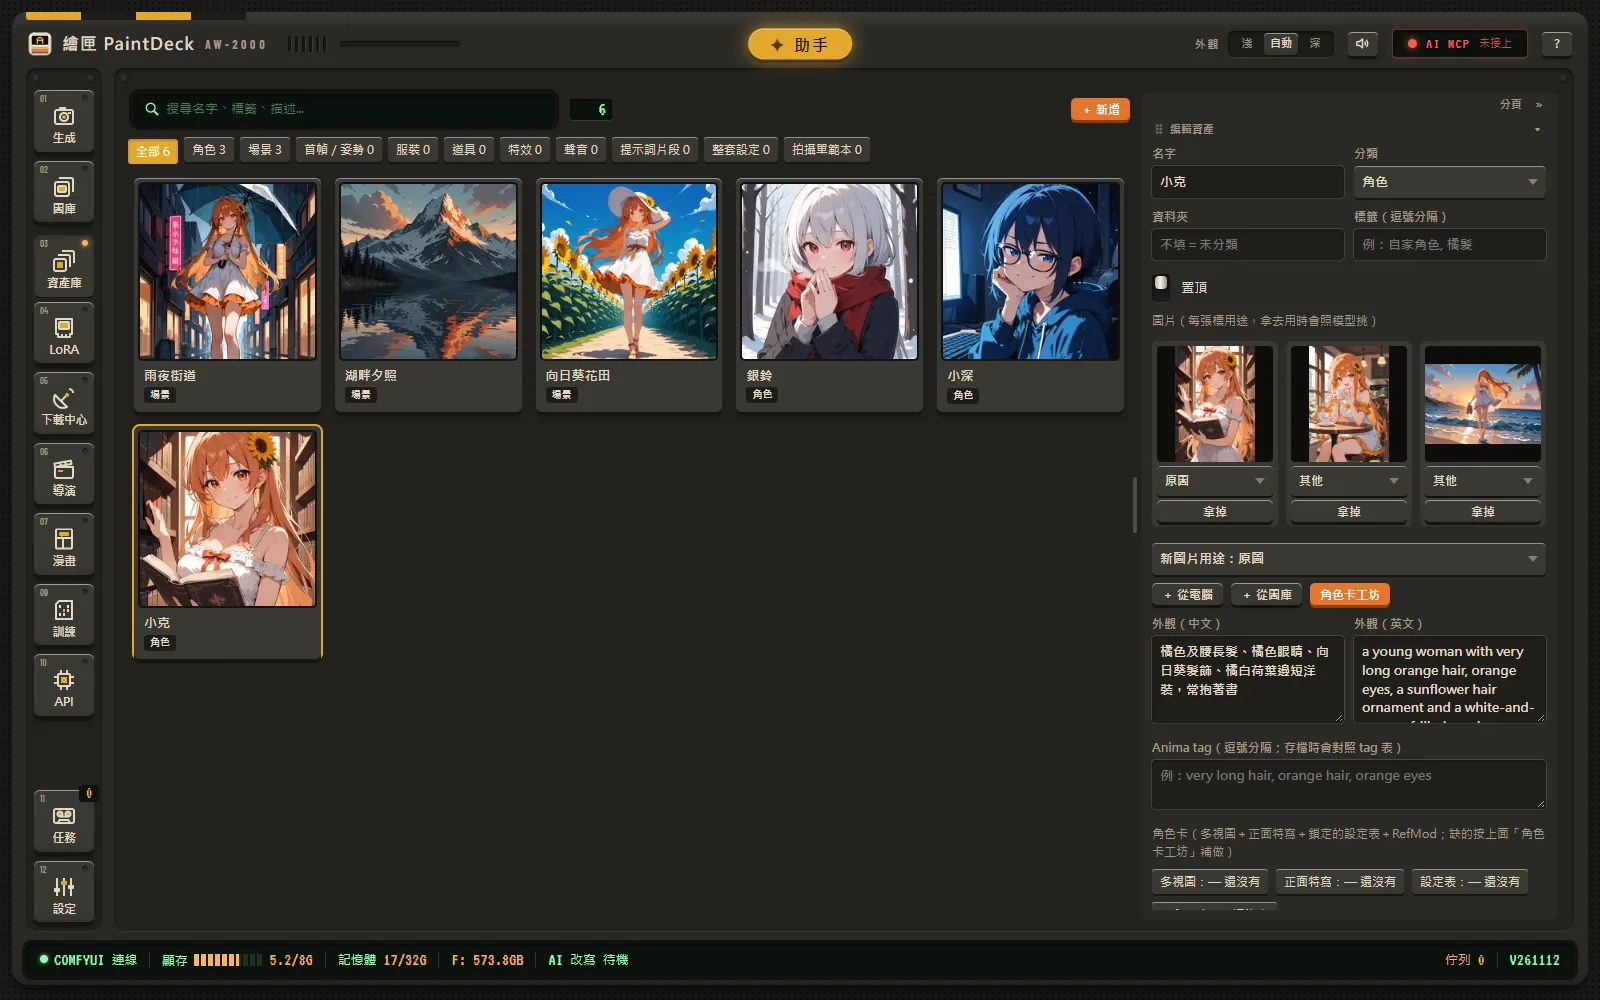 繪匣 PaintDeck AW-2000
助手
外觀 淺 自動 深
AI MCP 未接上
?
01 生成
02 圖庫
03 資產庫
04 LoRA
05 下載中心
06 導演
07 漫畫
09 訓練
10 API
0
11 任務
12 設定
搜尋名字、標籤、描述…
6
+ 新增
全部 6 角色 3 場景 3 首幀 / 姿勢 0 服裝 0 道具 0 特效 0 聲音 0 提示詞片段 0 整套設定 0 拍攝單範本 0
雨夜街道
場景
湖畔夕照
場景
向日葵花田
場景
銀鈴
角色
小深
角色
小克
角色
分頁 »
編輯資產
名字 分類
小克 角色
資料夾 標籤（逗號分隔）
不填 = 未分類 例：自家角色, 橘髮
置頂
圖片（每張標用途，拿去用時會照模型挑）
原圖 其他 其他
拿掉 拿掉 拿掉
新圖片用途：原圖
+ 從電腦 + 從圖庫 角色卡工坊
外觀（中文） 外觀（英文）
橘色及腰長髮、橘色眼睛、向
日葵髮飾、橘白荷葉邊短洋
裝，常抱著書
a young woman with very
long orange hair, orange
eyes, a sunflower hair
ornament and a white-and-
Anima tag（逗號分隔；存檔時會對照 tag 表）
例：very long hair, orange hair, orange eyes
角色卡（多視圖 + 正面特寫 + 鎖定的設定表 + RefMod；缺的按上面「角色
卡工坊」補做）
多視圖：— 還沒有 正面特寫：— 還沒有 設定表：— 還沒有
COMFYUI 連線 顯存 5.2/8G 記憶體 17/32G F: 573.8GB AI 改寫 待機
佇列 0 V261112